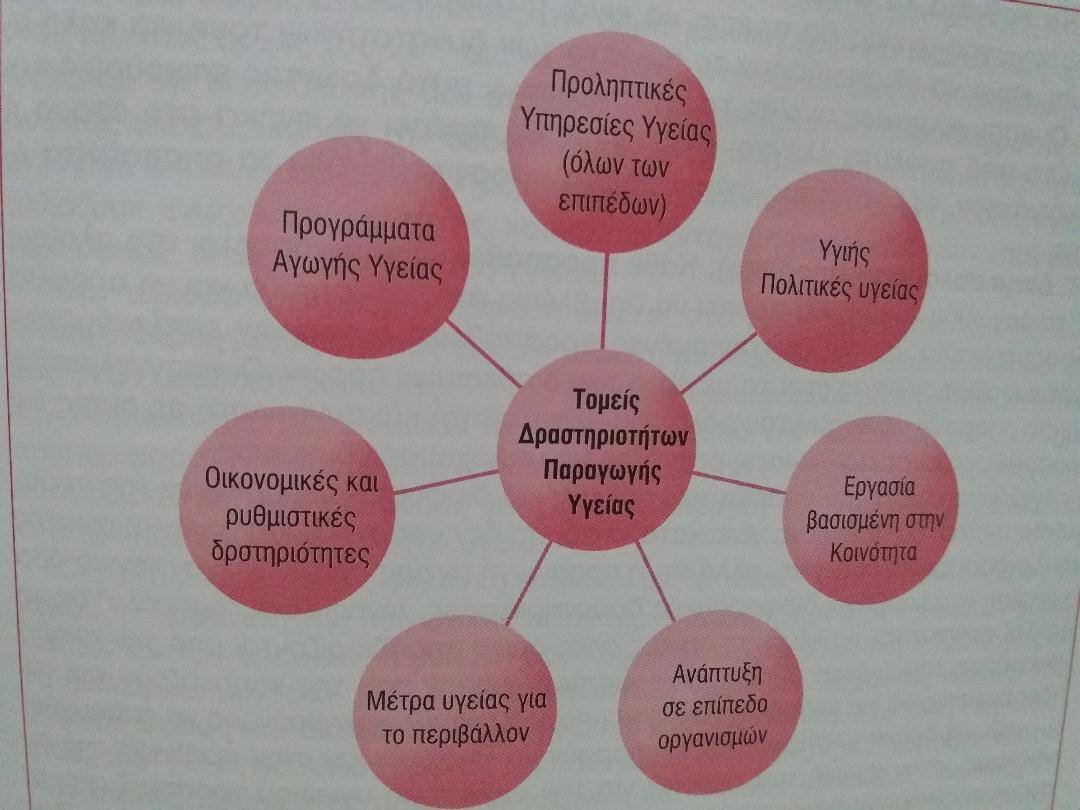 Προληπτικές
Υπηρεσίες Υγείας
(όλων των
επιπέδων)
Υγιής
Πολιτικές υγείας
Εργασία
βασισμένη στην
Κοινότητα
Ανάπτυξη
σε επίπεδο
οργανισμών
Μέτρα υγείας για
το περιβάλλον
Οικονομικές και
ρυθμιστικές
δρστηριότητες
Προγράμματα
Αγωγής Υγείας
Τομείς
Δραστηριοτήτων
Παραγωγής
Υγείας